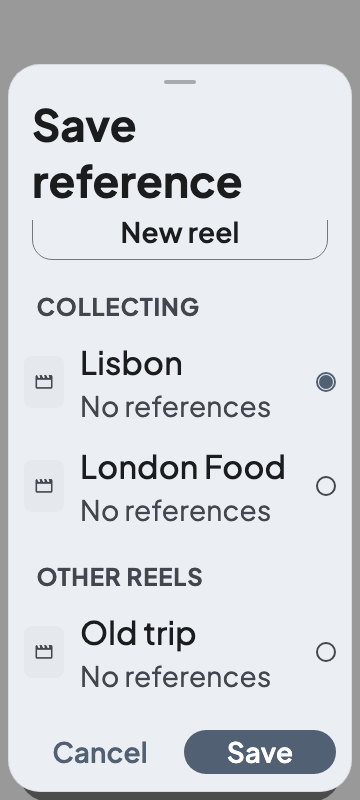 Save
reference
New reel
COLLECTING
Lisbon
No references
London Food
No references
OTHER REELS
Old trip
No references
Cancel
Save